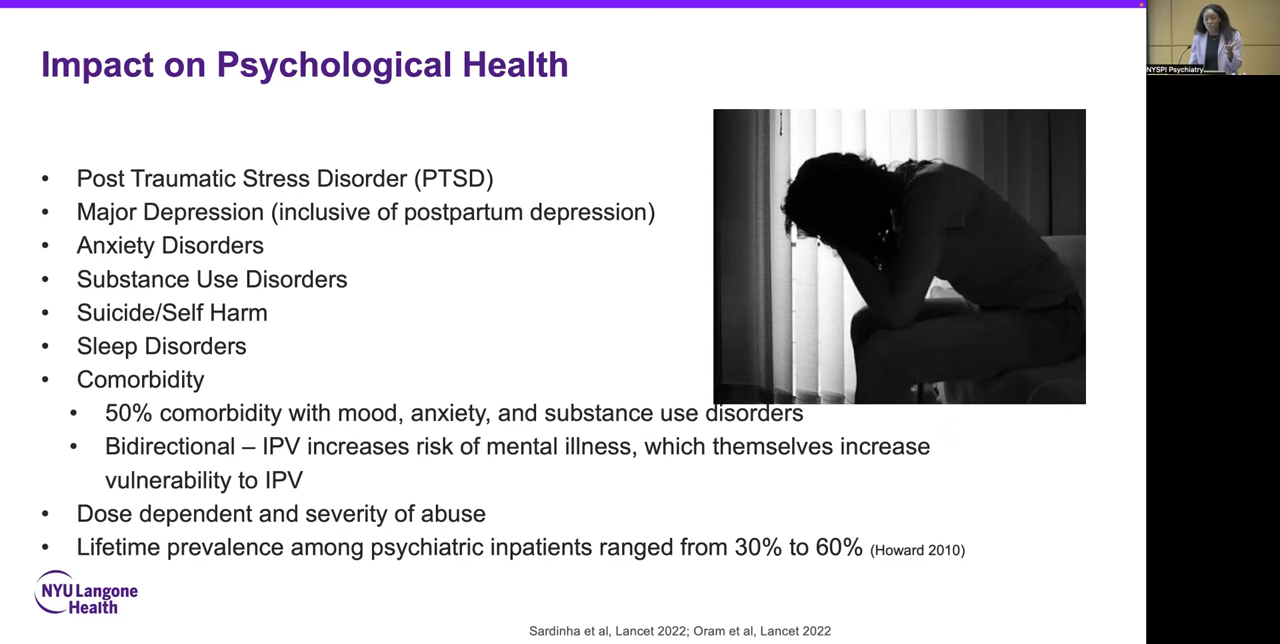 Impact on Psychological Health
NYSPI Psychiatry
• Post Traumatic Stress Disorder (PTSD)
• Major Depression (inclusive of postpartum depression)
• Anxiety Disorders
• Substance Use Disorders
• Suicide/Self Harm
• Sleep Disorders
• Comorbidity
• 50% comorbidity with mood, anxiety, and substance use disorders
• Bidirectional – IPV increases risk of mental illness, which themselves increase
vulnerability to IPV
• Dose dependent and severity of abuse
• Lifetime prevalence among psychiatric inpatients ranged from 30% to 60% (Howard 2010)
NYU Langone
Health
Sardinha et al, Lancet 2022; Oram et al, Lancet 2022